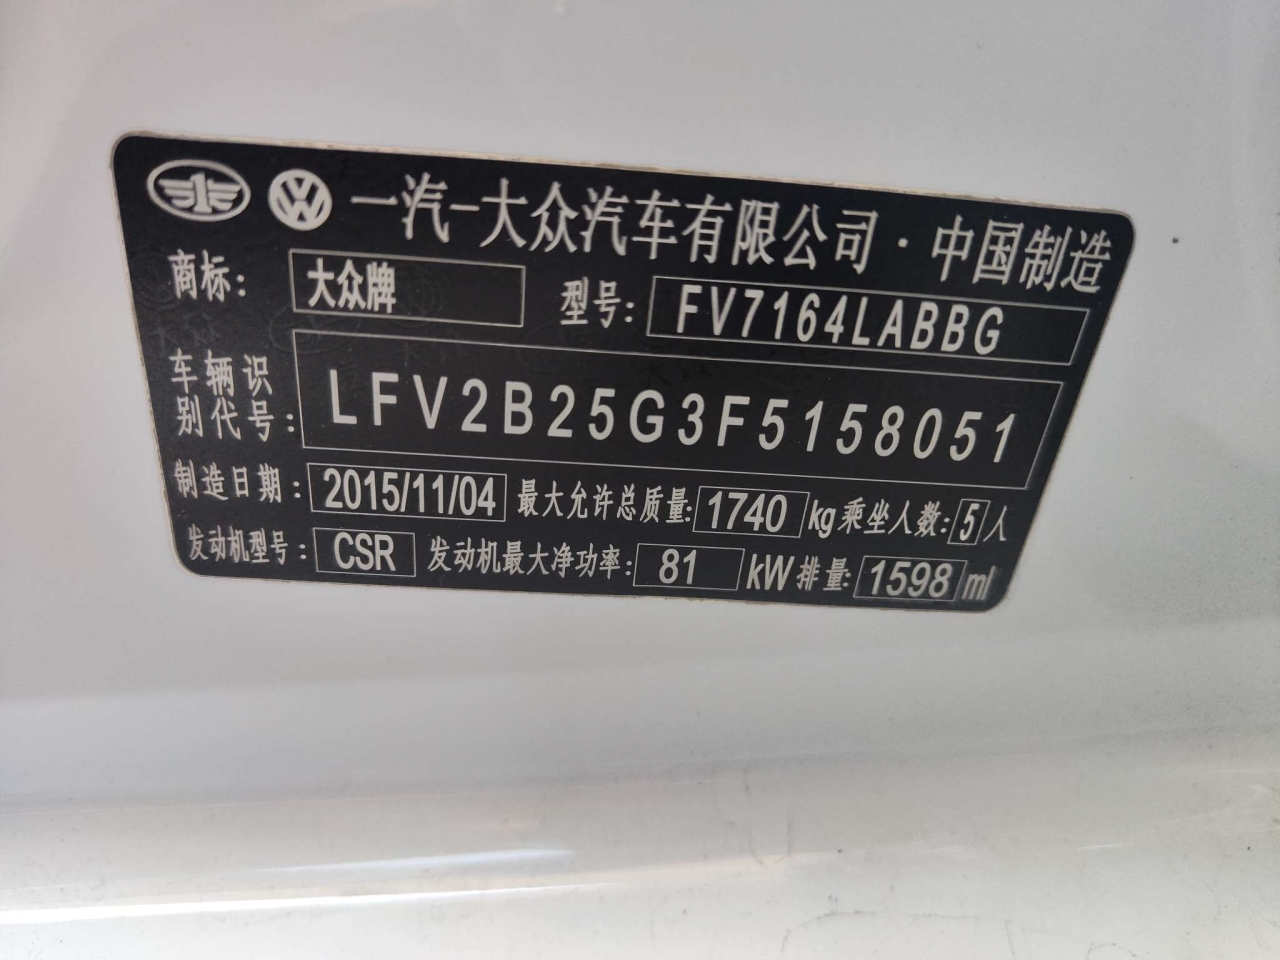 一汽-大众汽车有限公司·中国制造
商标: 大众牌 型号: FV7164LABBG
车辆识别代号: LFV2B25G3F5158051
制造日期: 2015/11/04 最大允许总质量: 1740 kg 乘坐人数: 5 人
发动机型号: CSR 发动机最大净功率: 81 kW 排量: 1598 ml